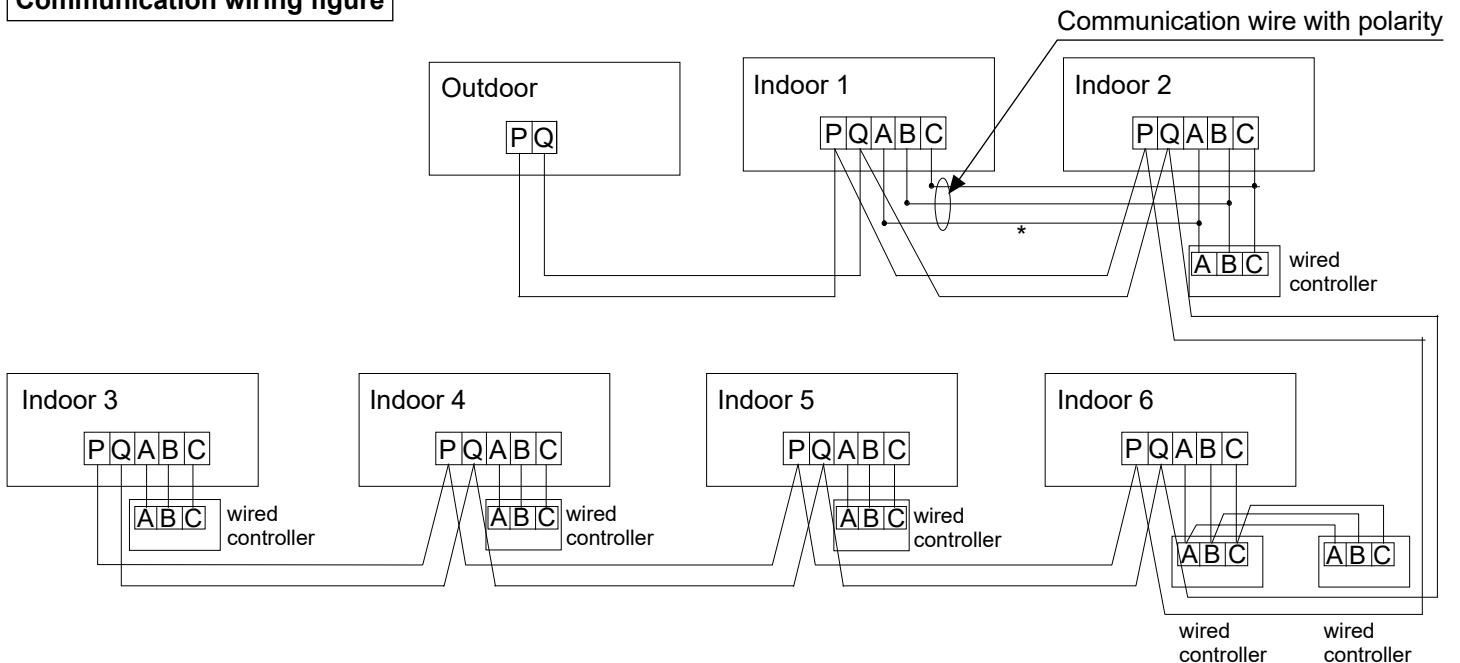 Communication wiring figure
Communication wire with polarity
Outdoor
Indoor 1
Indoor 2
P Q
P Q A B C
P Q A B C
*
A B C
wired
controller
Indoor 3
Indoor 4
Indoor 5
Indoor 6
P Q A B C
P Q A B C
P Q A B C
P Q A B C
A B C
wired
controller
A B C
wired
controller
A B C
wired
controller
A B C
A B C
wired
controller
wired
controller